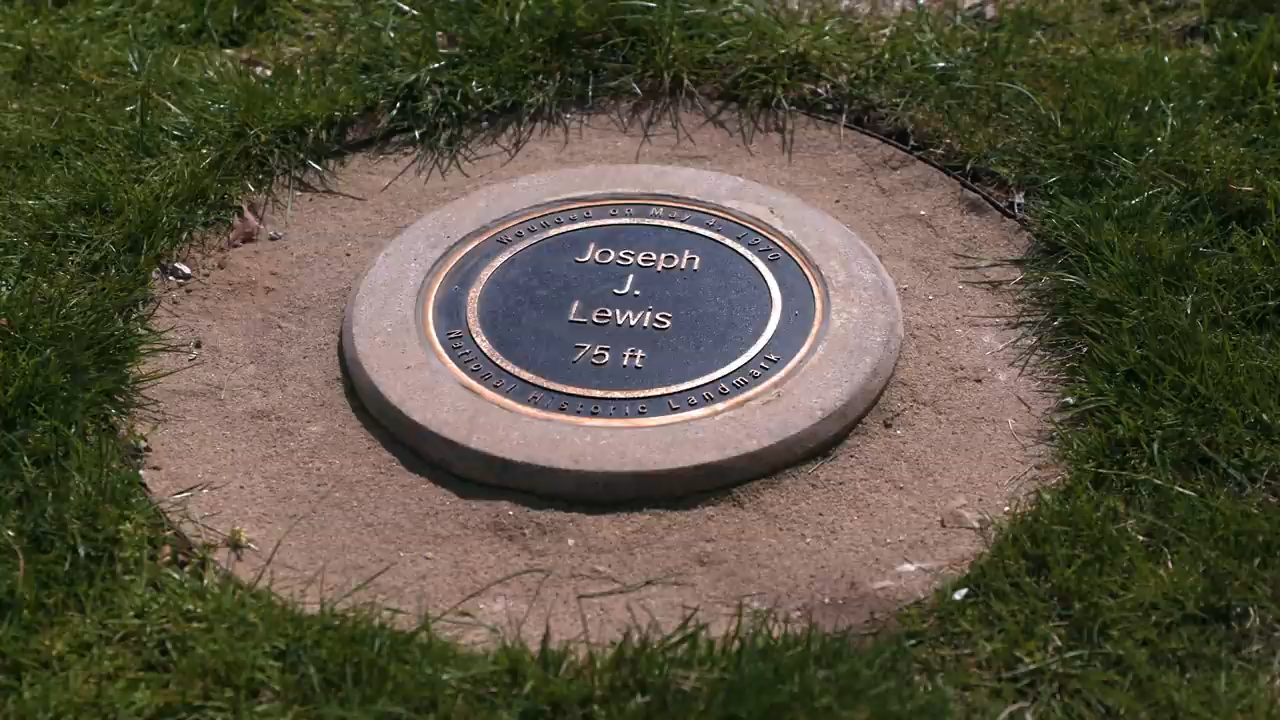 Wounded on May 4, 1970
Joseph
J.
Lewis
75 ft
National Historic Landmark